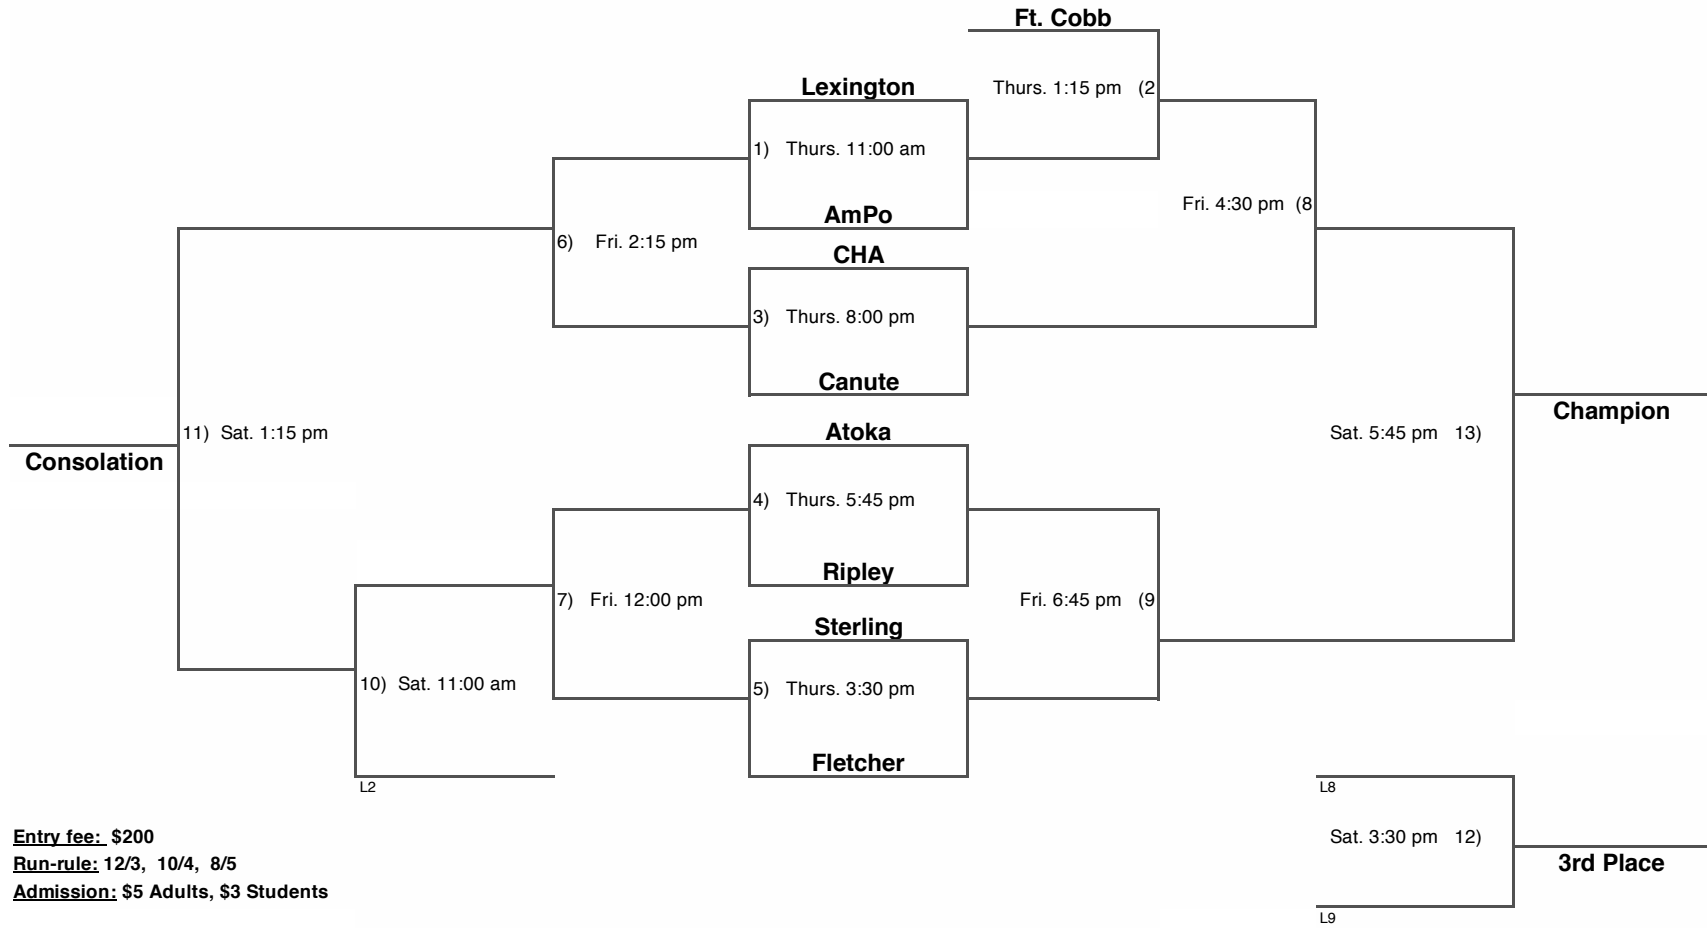 Ft. Cobb
Thurs. 1:15 pm (2
Lexington
1) Thurs. 11:00 am
AmPo
Fri. 4:30 pm (8
6) Fri. 2:15 pm
CHA
3) Thurs. 8:00 pm
Canute
Champion
11) Sat. 1:15 pm
Sat. 5:45 pm 13)
Atoka
Consolation
4) Thurs. 5:45 pm
Ripley
7) Fri. 12:00 pm
Fri. 6:45 pm (9
Sterling
10) Sat. 11:00 am
5) Thurs. 3:30 pm
Fletcher
L2
L8
Entry fee: $200
Sat. 3:30 pm 12)
Run-rule: 12/3, 10/4, 8/5
3rd Place
Admission: $5 Adults, $3 Students
L9